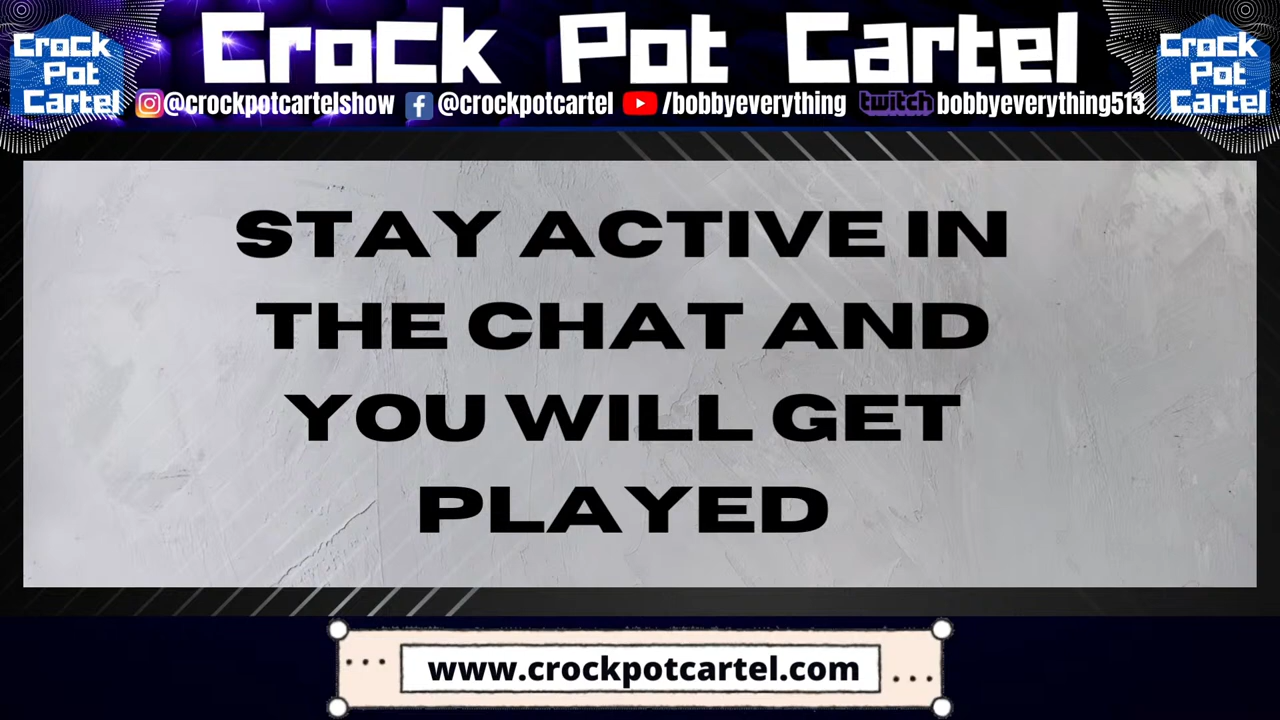 Crock Pot Cartel
Crock
Pot
Cartel
@crockpotcartelshow @crockpotcartel /bobbyeverything twitch bobbyeverything513
Crock
Pot
Cartel
STAY ACTIVE IN
THE CHAT AND
YOU WILL GET
PLAYED
www.crockpotcartel.com